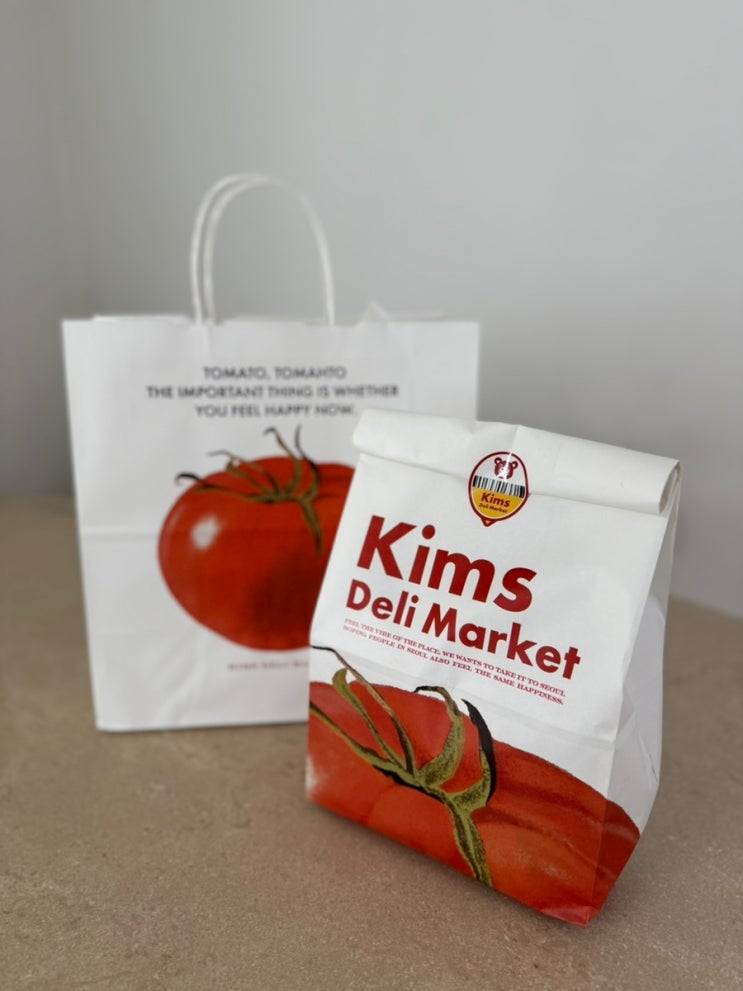 TOMATO, TOMAHTO
THE IMPORTANT THING IS WHETHER
YOU FEEL HAPPY NOW.
Kims
Deli Market
Kims
Deli Market
FEEL THE VIBE OF THE PLACE, WE WANTS TO TAKE IT TO SEOUL
HOPING PEOPLE IN SEOUL ALSO FEEL THE SAME HAPPINESS.